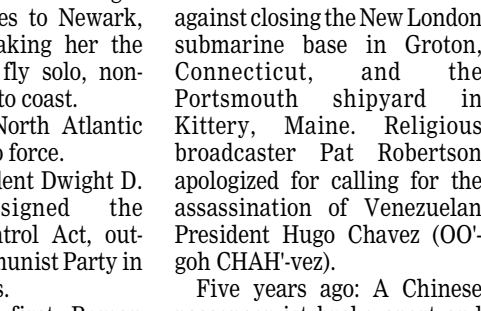 es to Newark,
aking her the
fly solo, non-
to coast.
North Atlantic
o force.
dent Dwight D.
signed the
ntrol Act, out-
munist Party in
s.
against closing the New London
submarine base in Groton,
Connecticut, and the
Portsmouth shipyard in
Kittery, Maine. Religious
broadcaster Pat Robertson
apologized for calling for the
assassination of Venezuelan
President Hugo Chavez (OO'-
goh CHAH'-vez).
Five years ago: A Chinese